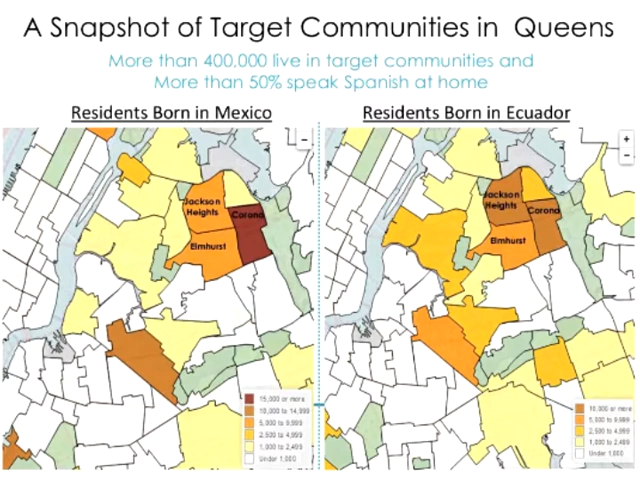 A Snapshot of Target Communities in Queens
More than 400,000 live in target communities and
More than 50% speak Spanish at home
Residents Born in Mexico
Residents Born in Ecuador
Jackson
Heights
Corona
Elmhurst
15,000 or more
10,000 to 14,999
5,000 to 9,999
2,500 to 4,999
1,000 to 2,499
Under 1,000
Jackson
Heights
Corona
Elmhurst
+
−
10,000 or more
5,000 to 9,999
2,500 to 4,999
1,000 to 2,499
Under 1,000